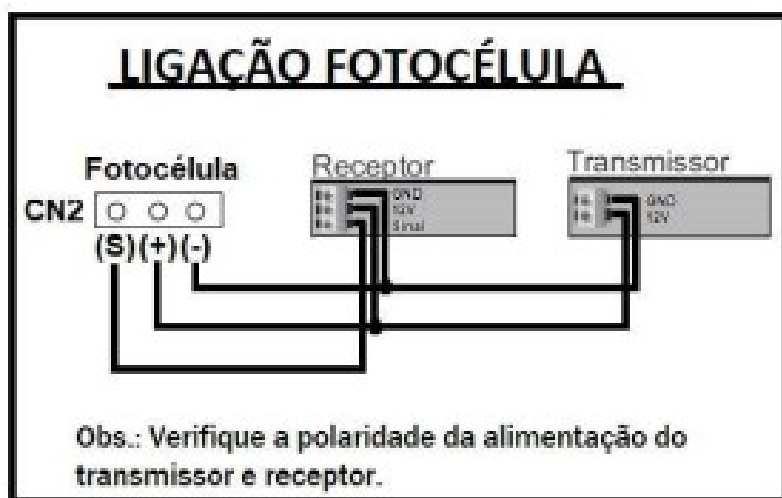 LIGAÇÃO FOTOCÉLULA
Fotocélula
CN2
(S)(+)(-)
Receptor
GND
12V
Sinal
Transmissor
GND
12V
Obs.: Verifique a polaridade da alimentação do
transmissor e receptor.